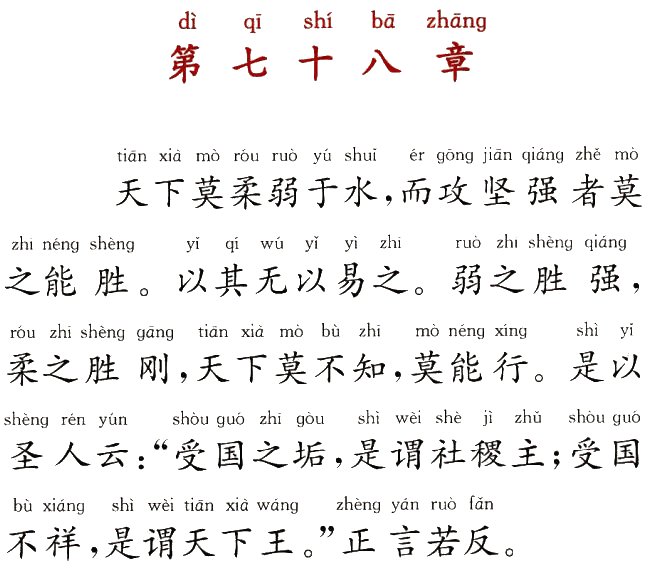 dì qī shí bā zhāng
第七十八章
tiān xià mò róu ruò yú shuǐ ér gōng jiān qiáng zhě mò
天下莫柔弱于水，而攻坚强者莫
zhī néng shèng yǐ qí wú yǐ yì zhī ruò zhī shèng qiáng
之能胜。以其无以易之。弱之胜强，
róu zhī shèng gāng tiān xià mò bù zhī mò néng xíng shì yǐ
柔之胜刚，天下莫不知，莫能行。是以
shèng rén yún shòu guó zhī gòu shì wèi shè jì zhǔ shòu guó
圣人云：“受国之垢，是谓社稷主；受国
bù xiáng shì wèi tiān xià wáng zhèng yán ruò fǎn
不祥，是谓天下王。”正言若反。